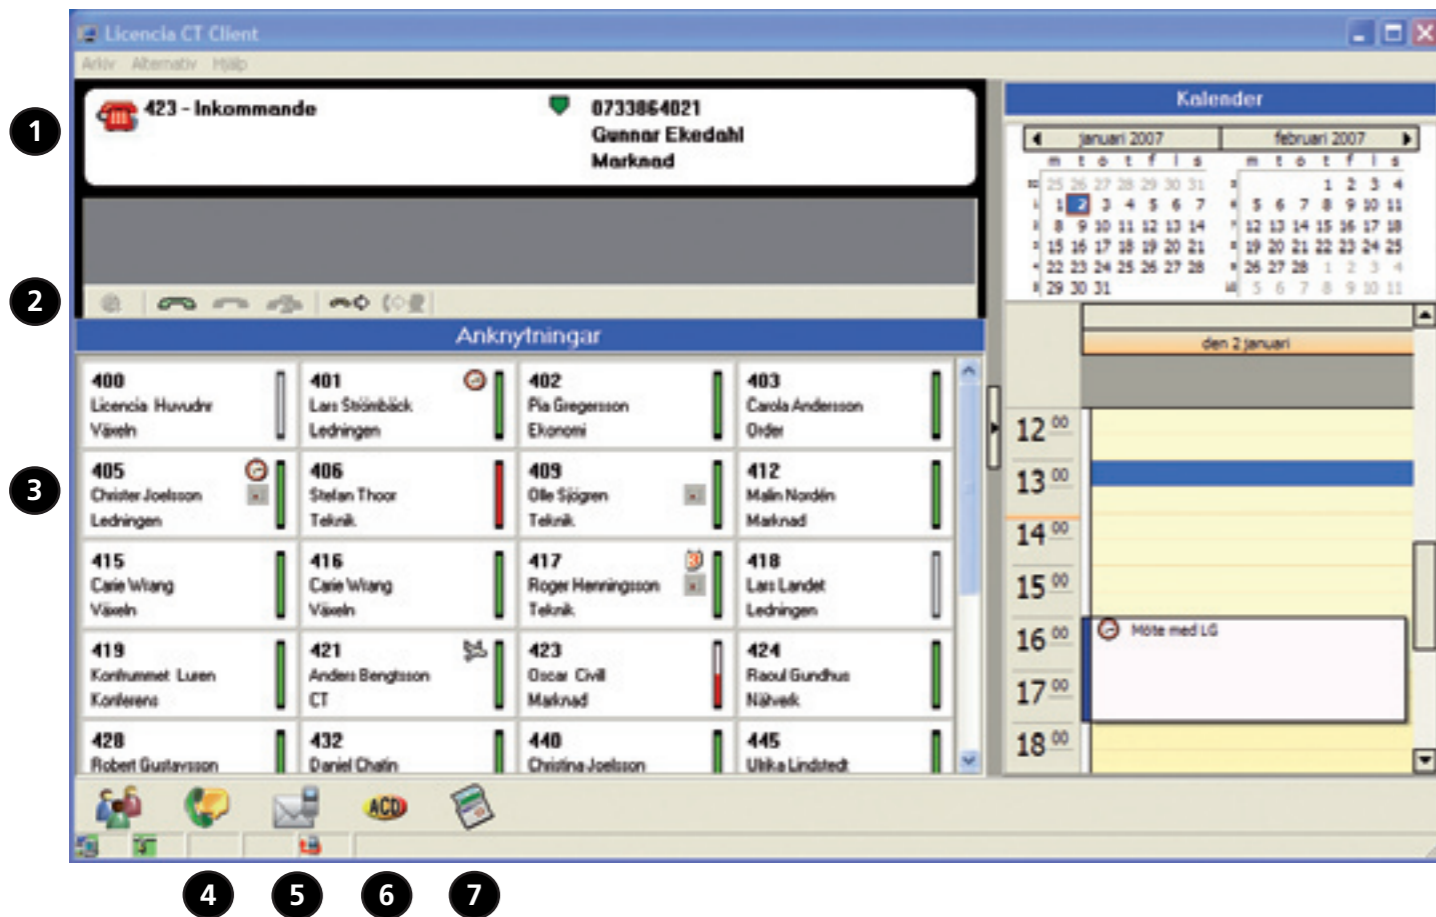 Licencia CT Client
Arkiv Alternativ Hjälp
1
423 - Inkommande
0733864021
Gunnar Ekedahl
Marknad
2
Anknytningar
3
400
Licencia Huvudnr
Växeln
401
Lars Strömbäck
Ledningen
402
Pia Gregersson
Ekonomi
403
Carola Andersson
Order
405
Christer Joelsson
Ledningen
406
Stefan Thoor
Teknik
409
Olle Sjögren
Teknik
412
Malin Nordén
Marknad
415
Carie Wrang
Växeln
416
Carie Wrang
Växeln
417
Roger Henningsson
Teknik
418
Lars Landet
Ledningen
419
Konfrummet Luren
Konferens
421
Anders Bengtsson
CT
423
Oscar Civill
Marknad
424
Raoul Gundhus
Nätverk
428
Robert Gustavsson
432
Daniel Chatin
440
Christina Joelsson
445
Ulrika Lindstedt
ACD
4
5
6
7
Kalender
januari 2007
m t o t f l s
25 26 27 28 29 30 31
1 2 3 4 5 6 7
8 9 10 11 12 13 14
15 16 17 18 19 20 21
22 23 24 25 26 27 28
29 30 31
februari 2007
m t o t f l s
1 2 3 4
5 6 7 8 9 10 11
12 13 14 15 16 17 18
19 20 21 22 23 24 25
26 27 28 1 2 3 4
5 6 7 8 9 10 11
den 2 januari
12 00
13 00
14 00
15 00
16 00
Möte med LG
17 00
18 00